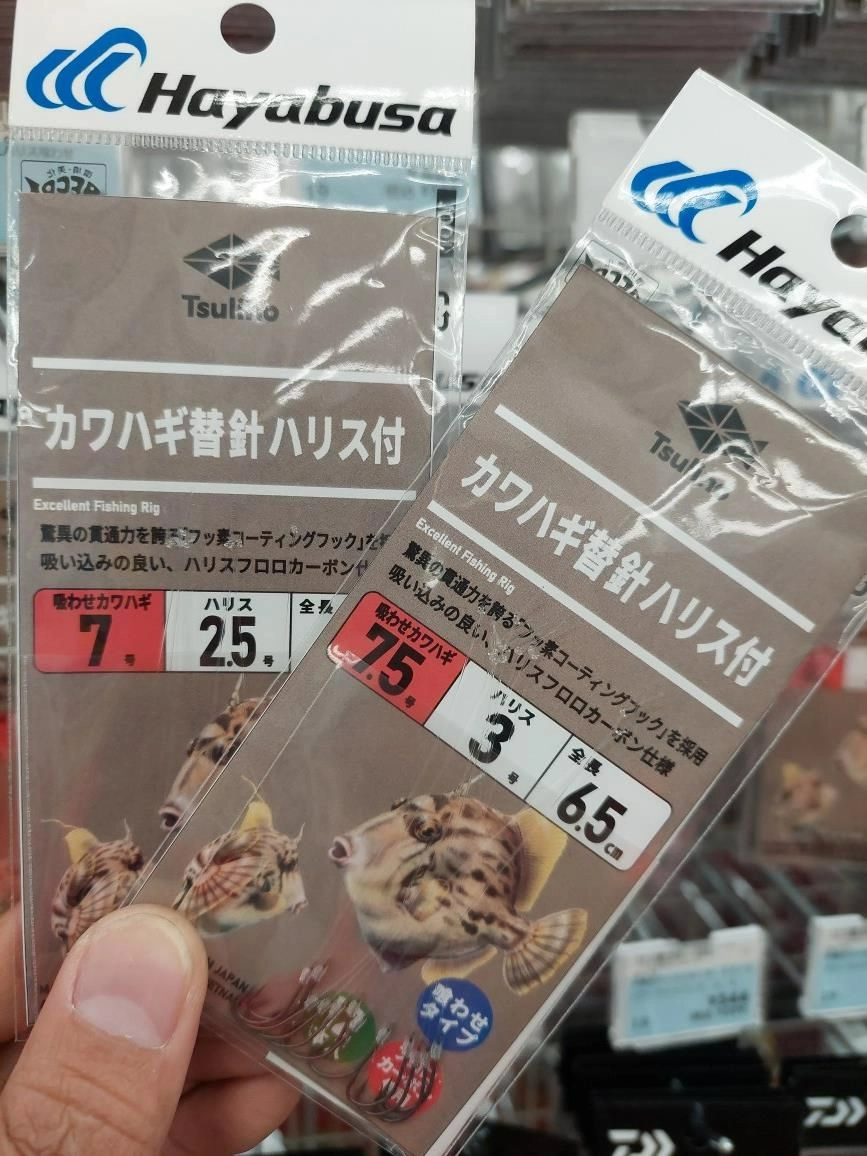 Hayabusa
Tsulino
カワハギ替針ハリス付
Excellent Fishing Rig
驚異の貫通力を誇る「フッ素コーティングフック」を
吸い込みの良い、ハリスフロロカーボン仕
吸わせカワハギ
7号
ハリス
2.5号
全長
Tsulino
カワハギ替針ハリス付
Excellent Fishing Rig
驚異の貫通力を誇る「フッ素コーティングフック」を採用
吸い込みの良い、ハリスフロロカーボン仕様
吸わせカワハギ
7.5号
ハリス
3号
全長
6.5cm
喰わせ
タイプ
JAPAN